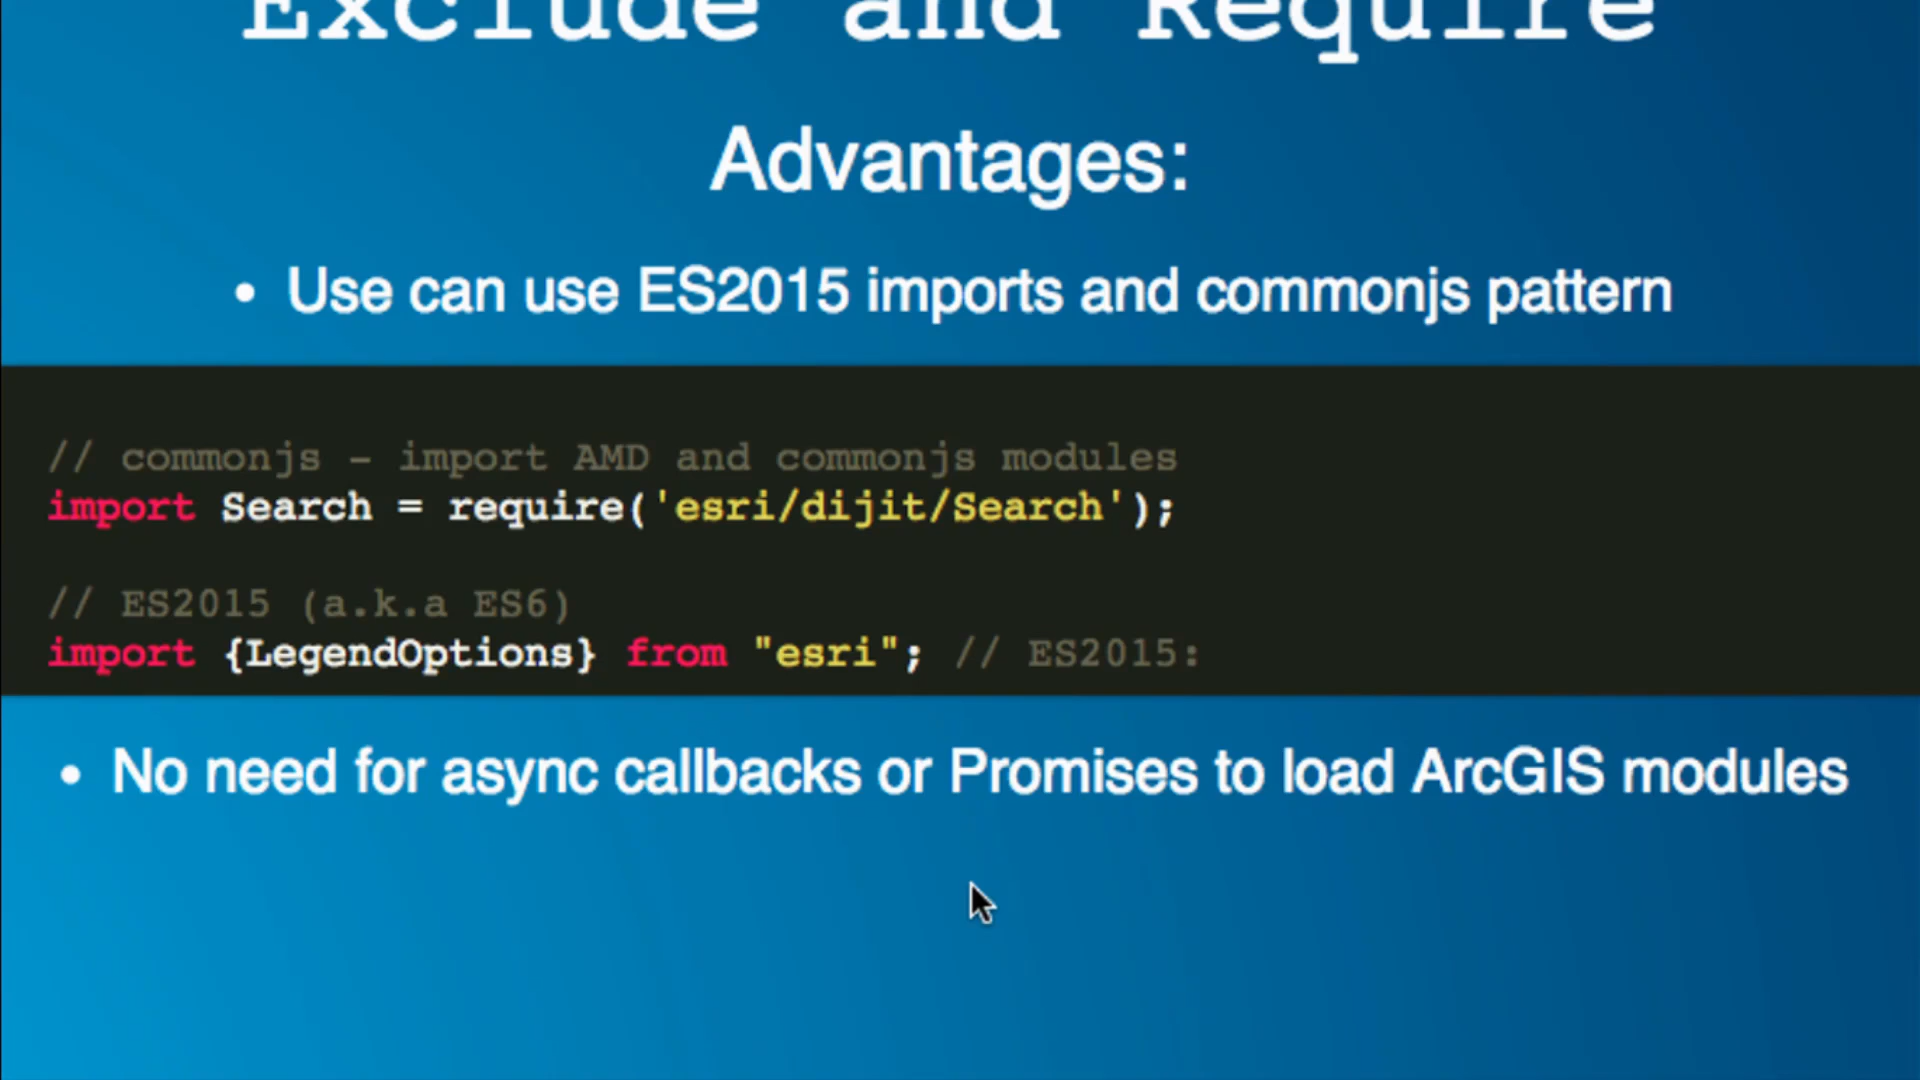 Exclude and Require
Advantages:
• Use can use ES2015 imports and commonjs pattern
// commonjs – import AMD and commonjs modules
import Search = require('esri/dijit/Search');
// ES2015 (a.k.a ES6)
import {LegendOptions} from "esri"; // ES2015:
• No need for async callbacks or Promises to load ArcGIS modules